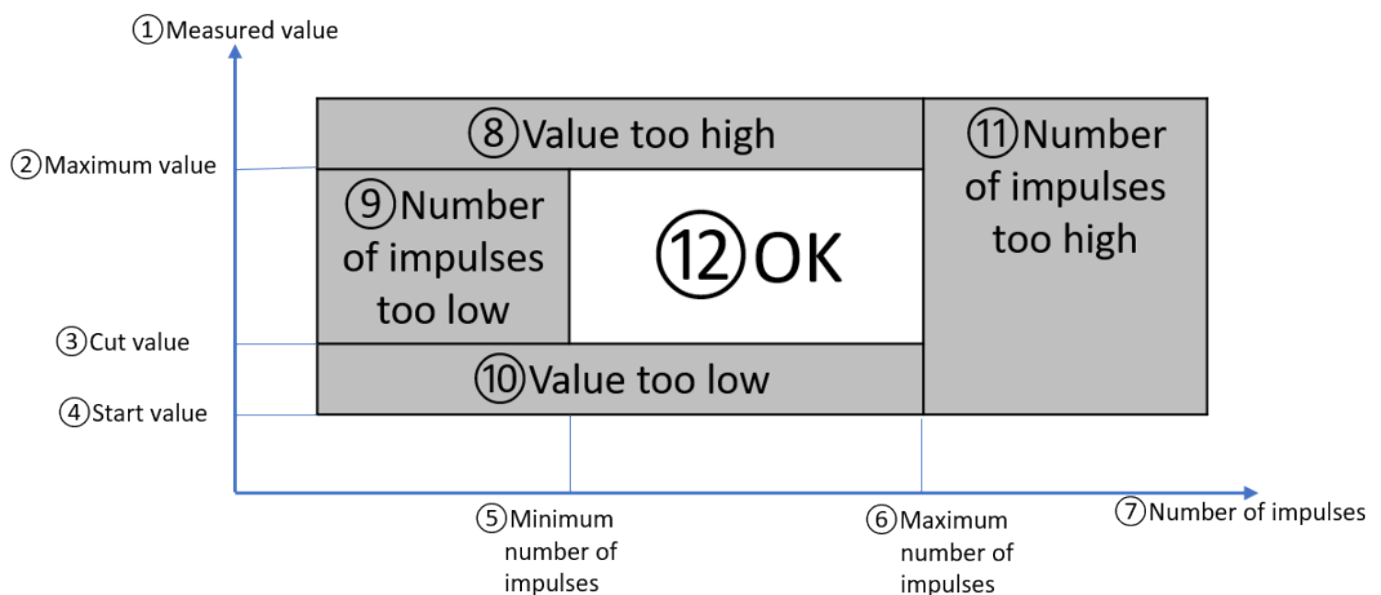 ①Measured value
⑧Value too high
⑪Number
of impulses
too high
②Maximum value
⑨Number
of impulses
too low
⑫OK
③Cut value
⑩Value too low
④Start value
⑤Minimum
number of
impulses
⑥Maximum
number of
impulses
⑦Number of impulses